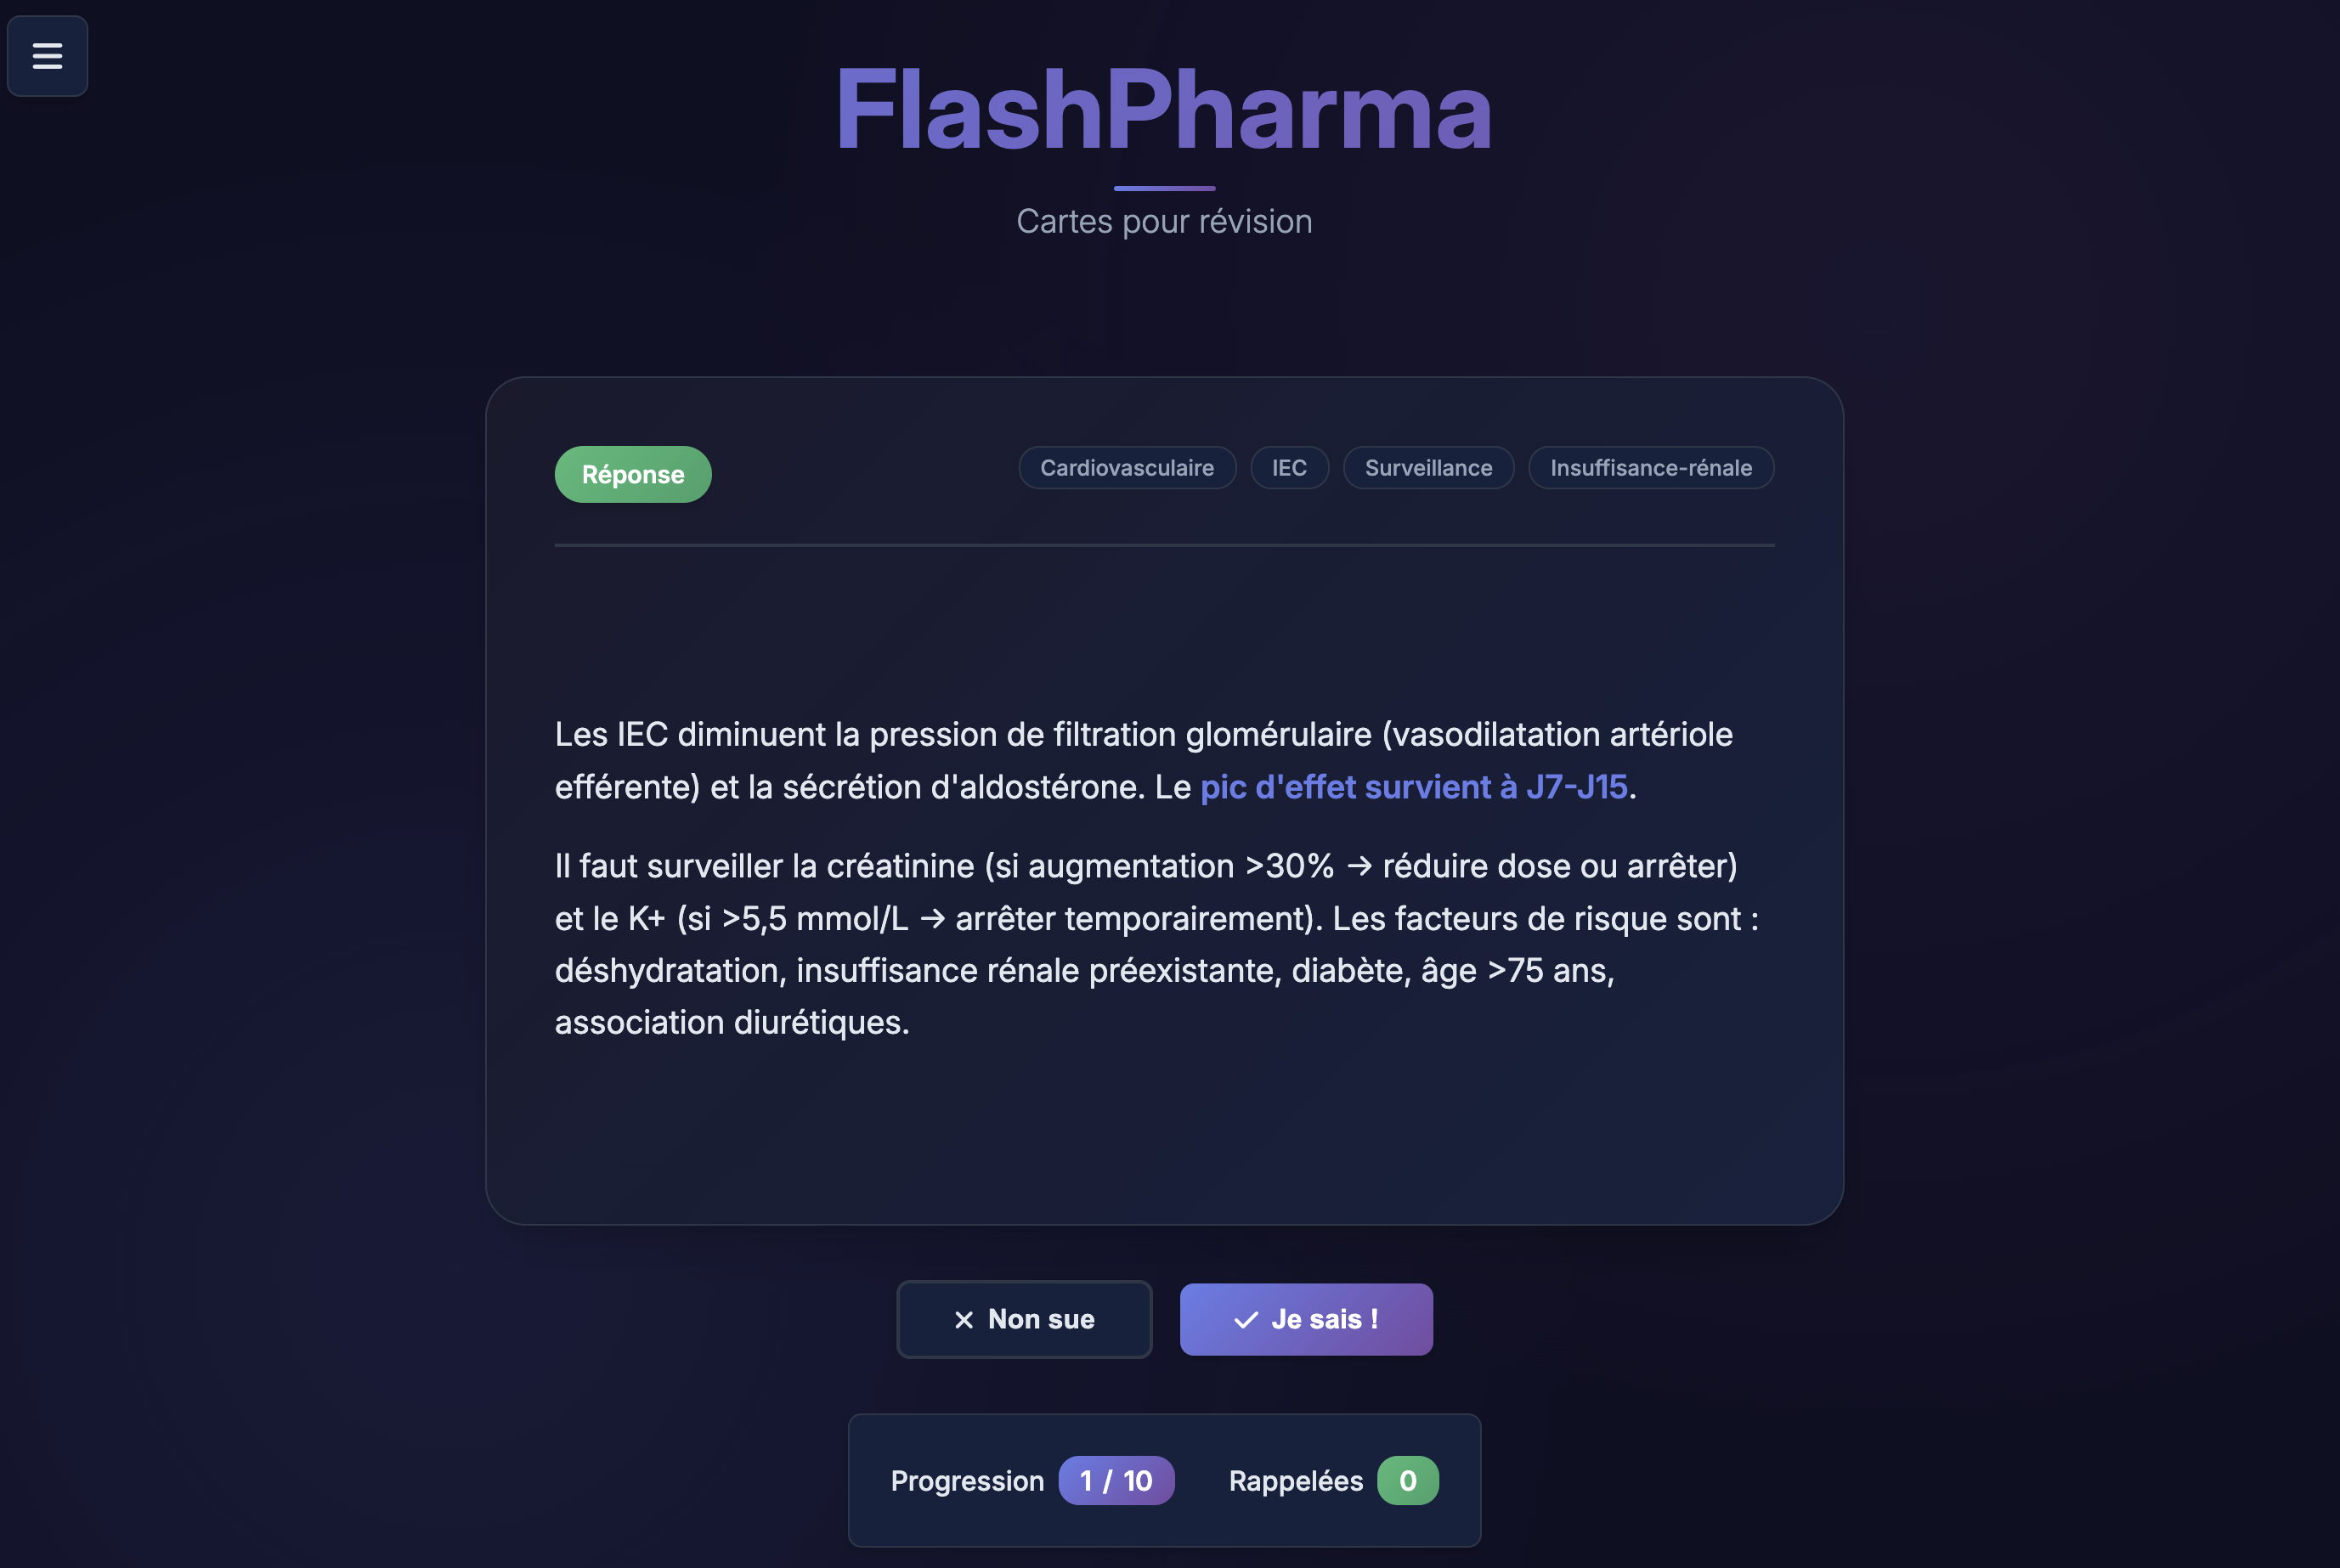 FlashPharma
Cartes pour révision
Réponse
Cardiovasculaire
IEC
Surveillance
Insuffisance-rénale
Les IEC diminuent la pression de filtration glomérulaire (vasodilatation artériole
efférente) et la sécrétion d'aldostérone. Le pic d'effet survient à J7-J15.
Il faut surveiller la créatinine (si augmentation >30% → réduire dose ou arrêter)
et le K+ (si >5,5 mmol/L → arrêter temporairement). Les facteurs de risque sont :
déshydratation, insuffisance rénale préexistante, diabète, âge >75 ans,
association diurétiques.
Non sue
Je sais !
Progression 1 / 10 Rappelées 0